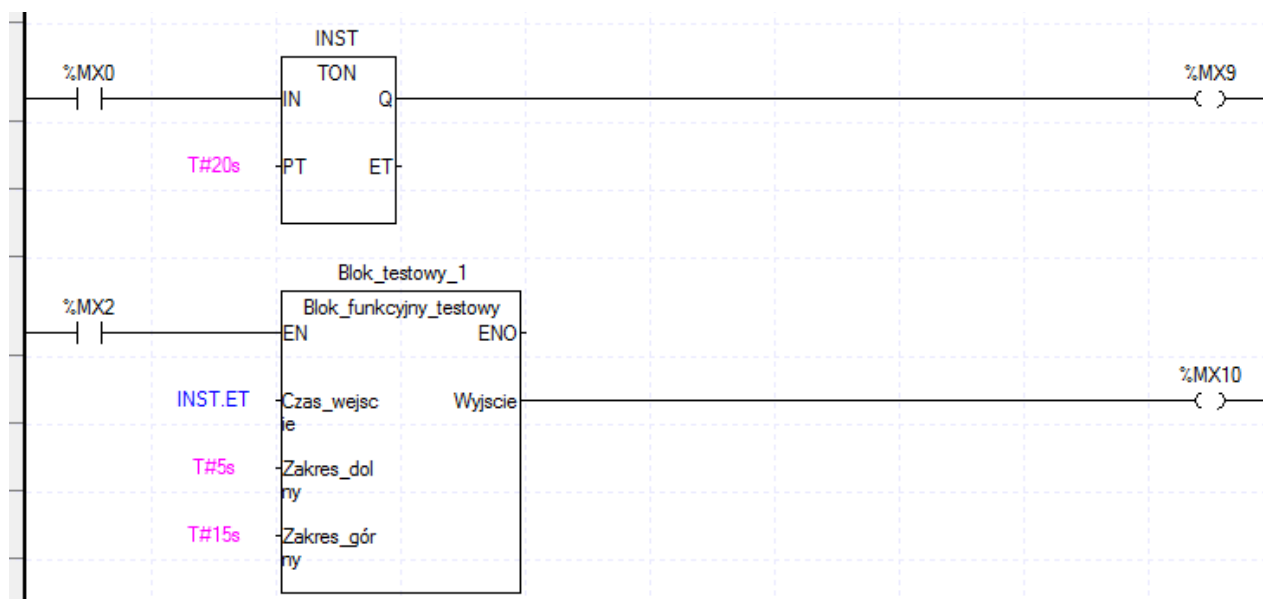 INST
%MX0
TON
%MX9
IN Q
T#20s
PT ET
Blok_testowy_1
%MX2
Blok_funkcyjny_testowy
EN ENO
%MX10
INST.ET
Czas_wejsc
ie
Wyjscie
T#5s
Zakres_dol
ny
T#15s
Zakres_gór
ny